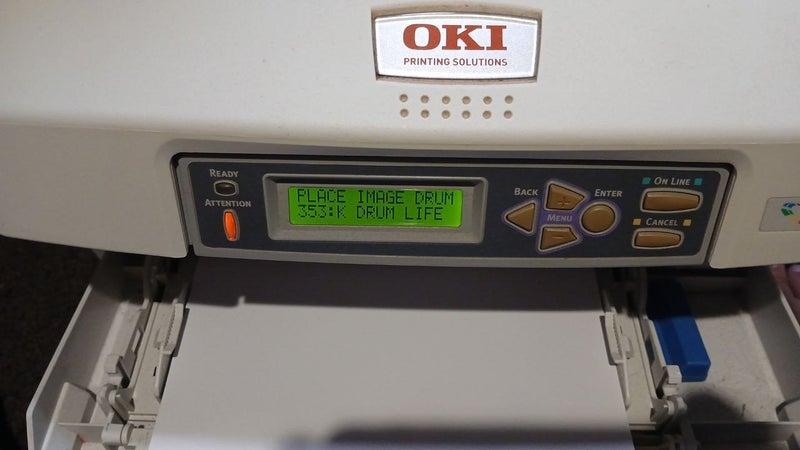 OKI
PRINTING SOLUTIONS
READY
ATTENTION
PLACE IMAGE DRUM
353:K DRUM LIFE
BACK
ENTER
MENU
+
-
ON LINE
CANCEL